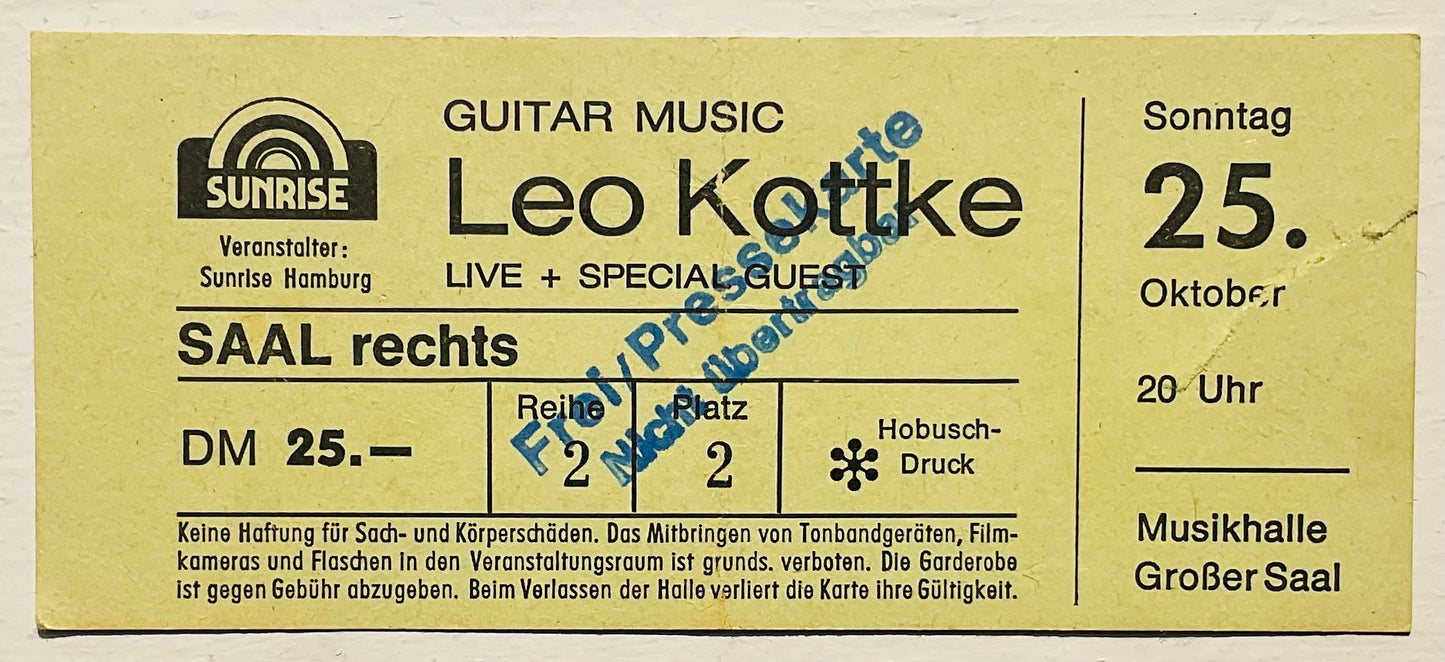 SUNRISE
Veranstalter:
Sunrise Hamburg
GUITAR MUSIC
Leo Kottke
LIVE + SPECIAL GUEST
SAAL rechts
DM 25.—
Reihe
2
Platz
2
Hobusch-
Druck
Frei/Pressekarte
Nicht übertragbar
Keine Haftung für Sach- und Körperschäden. Das Mitbringen von Tonbandgeräten, Film-
kameras und Flaschen in den Veranstaltungsraum ist grunds. verboten. Die Garderobe
ist gegen Gebühr abzugeben. Beim Verlassen der Halle verliert die Karte ihre Gültigkeit.
Sonntag
25.
Oktober
20 Uhr
Musikhalle
Großer Saal